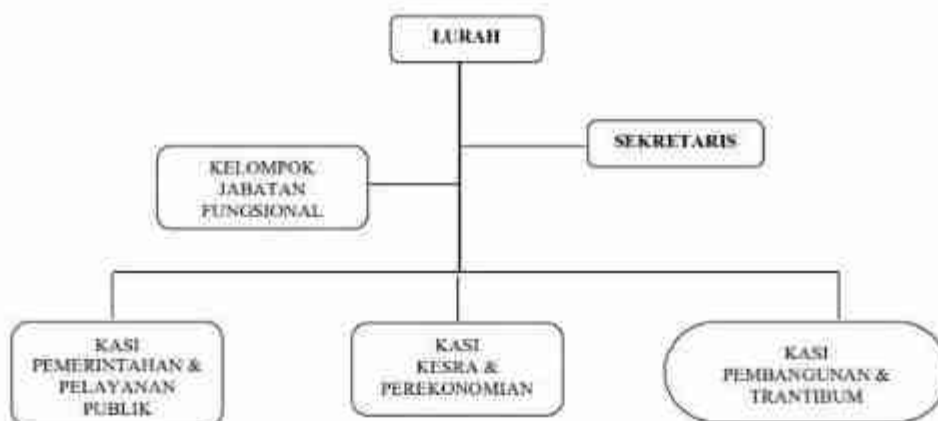 LURAH
SEKRETARIS
KELOMPOK
JABATAN
FUNGSIONAL
KASI
PEMERINTAHAN &
PELAYANAN
PUBLIK
KASI
KESRA &
PEREKONOMIAN
KASI
PEMBANGUNAN &
TRANTIBUM